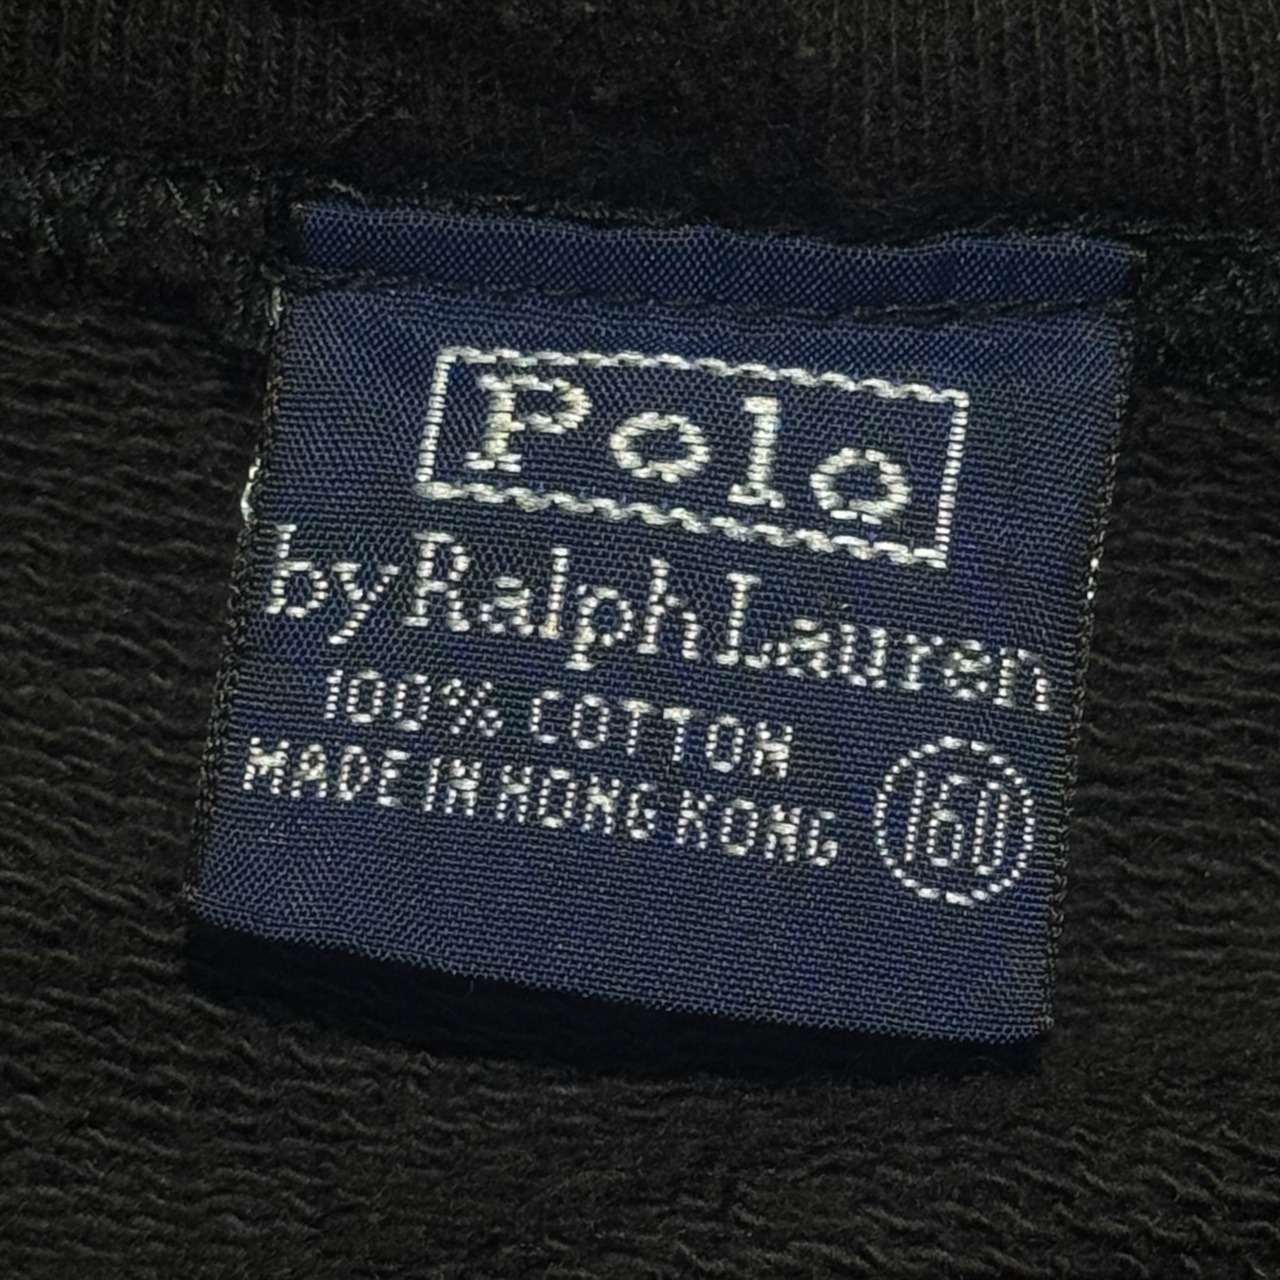 Polo
by Ralph Lauren
100% COTTON
MADE IN HONG KONG
160